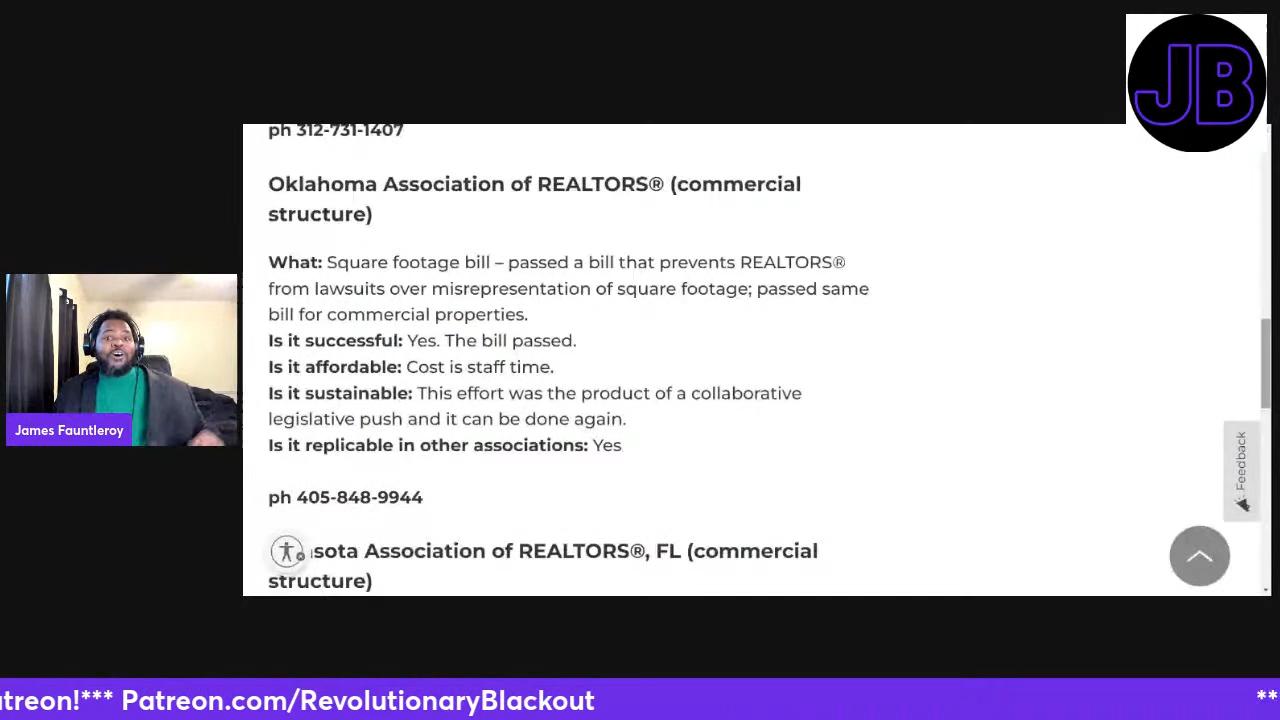 JB
ph 312-731-1407
Oklahoma Association of REALTORS® (commercial
structure)
What: Square footage bill – passed a bill that prevents REALTORS®
from lawsuits over misrepresentation of square footage; passed same
bill for commercial properties.
Is it successful: Yes. The bill passed.
Is it affordable: Cost is staff time.
Is it sustainable: This effort was the product of a collaborative
legislative push and it can be done again.
Is it replicable in other associations: Yes
ph 405-848-9944
sota Association of REALTORS®, FL (commercial
structure)
Feedback
James Fauntleroy
treon!*** Patreon.com/RevolutionaryBlackout
**